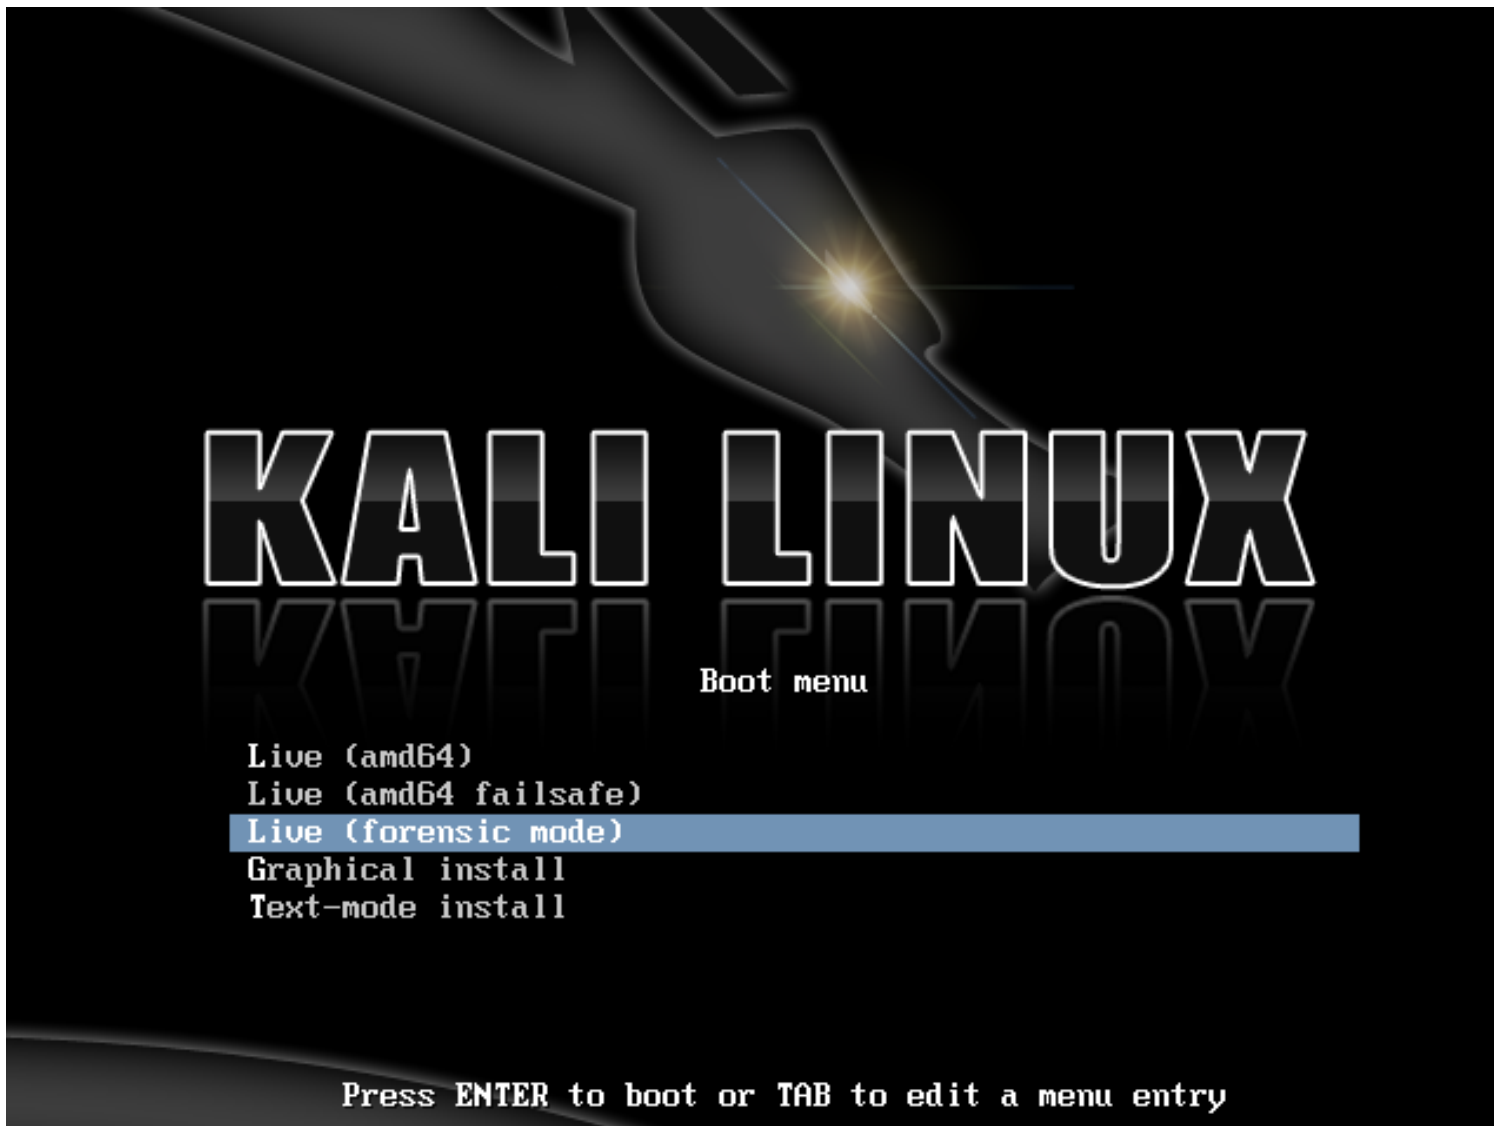 KALI LINUX
Boot menu
Live (amd64)
Live (amd64 failsafe)
Live (forensic mode)
Graphical install
Text-mode install
Press ENTER to boot or TAB to edit a menu entry